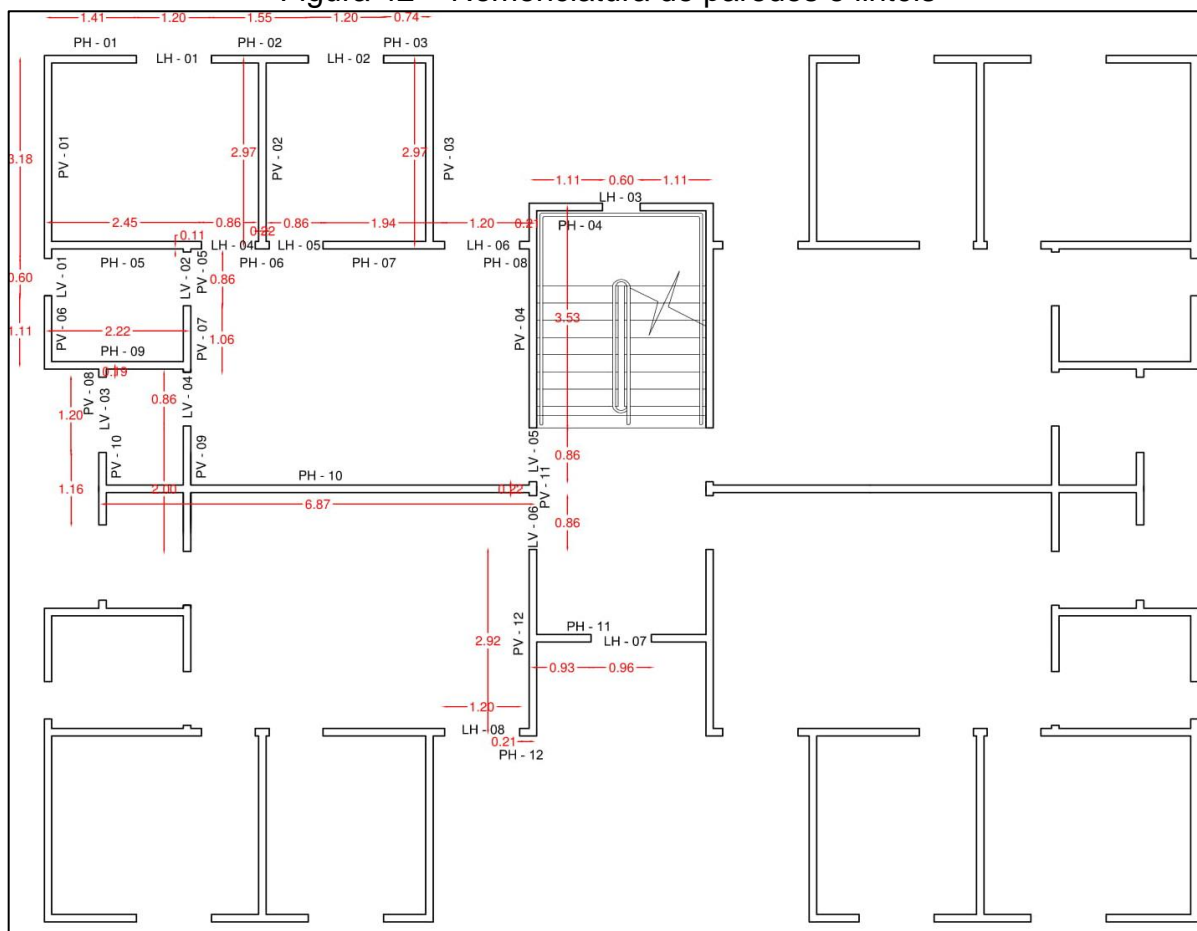 Figura 42 – Nomenclatura de paredes e linteis
1.41 1.20 1.55 1.20 0.74
PH - 01 PH - 02 PH - 03
LH - 01 LH - 02
3.18
PV - 01
2.97
PV - 02
2.97
PV - 03
1.11 0.60 1.11
LH - 03
PH - 04
2.45 0.86 0.86 1.94 1.20 0.21
0.22
0.11
LH - 04 LH - 05 LH - 06
PH - 05 PH - 06 PH - 07 PH - 08
0.60
LV - 01
LV - 02
PV - 05
0.86
1.11
PV - 06
2.22
PV - 07
1.06
PV - 04
3.53
PH - 09
0.19
PV - 08
LV - 03
1.20
0.86
LV - 04
PV - 10
PV - 09
1.16
2.00
PH - 10
6.87
0.22
LV - 05
0.86
PV - 11
LV - 06
0.86
2.92
PV - 12
PH - 11
LH - 07
0.93 0.96
1.20
LH - 08
0.21
PH - 12